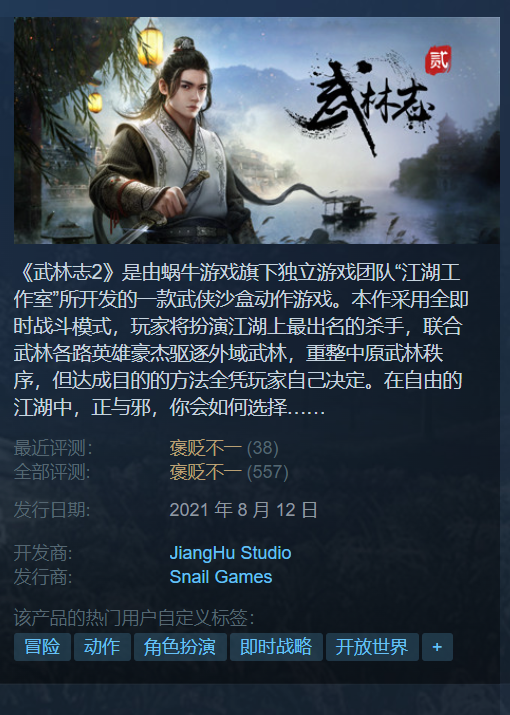 贰
武林志
《武林志2》是由蜗牛游戏旗下独立游戏团队“江湖工
作室”所开发的一款武侠沙盒动作游戏。本作采用全即
时战斗模式，玩家将扮演江湖上最出名的杀手，联合
武林各路英雄豪杰驱逐外域武林，重整中原武林秩
序，但达成目的的方法全凭玩家自己决定。在自由的
江湖中，正与邪，你会如何选择……
最近评测： 褒贬不一 (38)
全部评测: 褒贬不一 (557)
发行日期: 2021 年 8 月 12 日
开发商: JiangHu Studio
发行商: Snail Games
该产品的热门用户自定义标签：
冒险 动作 角色扮演 即时战略 开放世界 +